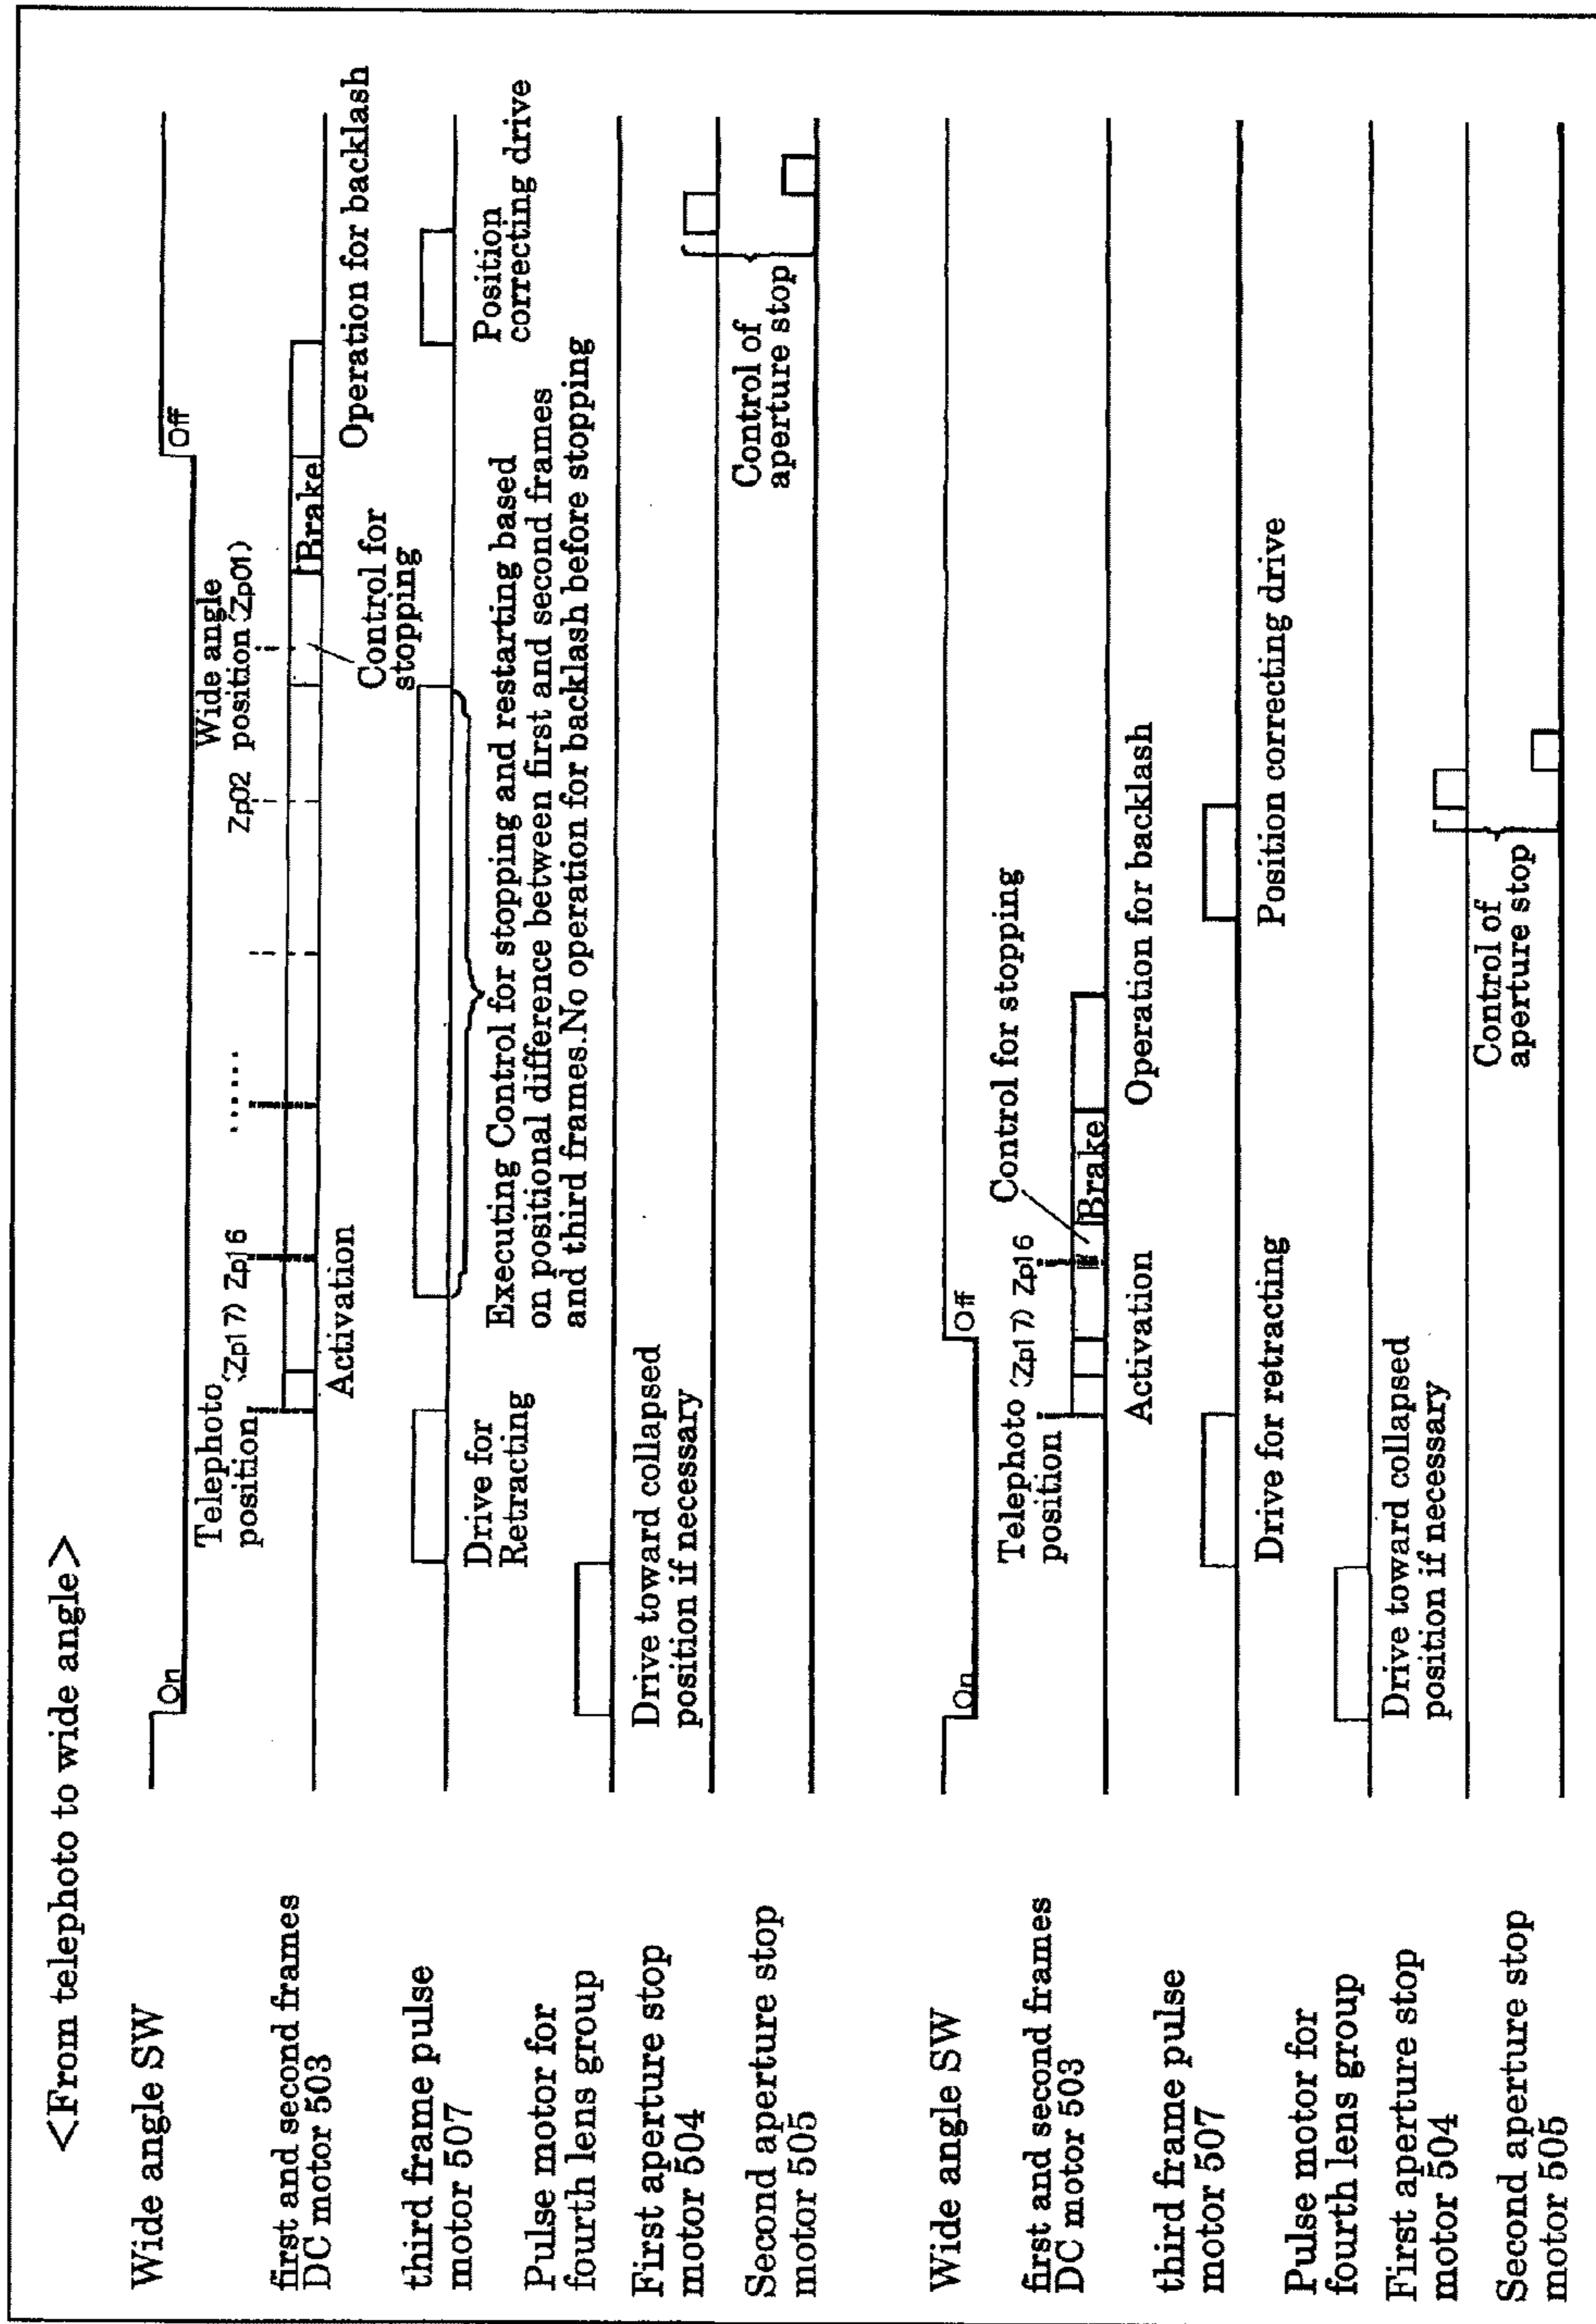 <From telephoto to wide angle>
Wide angle SW
On
Off
first and second frames
DC motor 503
Telephoto
position
(Zp17)
Zp16
......
Zp02
Wide angle
position (Zp01)
Brake
Activation
Control for
stopping
Operation for backlash
third frame pulse
motor 507
Drive for
Retracting
Executing Control for stopping and restarting based
on positional difference between first and second frames
and third frames.No operation for backlash before stopping
Position
correcting drive
Pulse motor for
fourth lens group
Drive toward collapsed
position if necessary
First aperture stop
motor 504
Control of
aperture stop
Second aperture stop
motor 505
Wide angle SW
On
Off
first and second frames
DC motor 503
Telephoto
position
(Zp17)
Zp16
Control for stopping
Brake
Activation
Operation for backlash
third frame pulse
motor 507
Drive for retracting
Position correcting drive
Pulse motor for
fourth lens group
Drive toward collapsed
position if necessary
First aperture stop
motor 504
Control of
aperture stop
Second aperture stop
motor 505